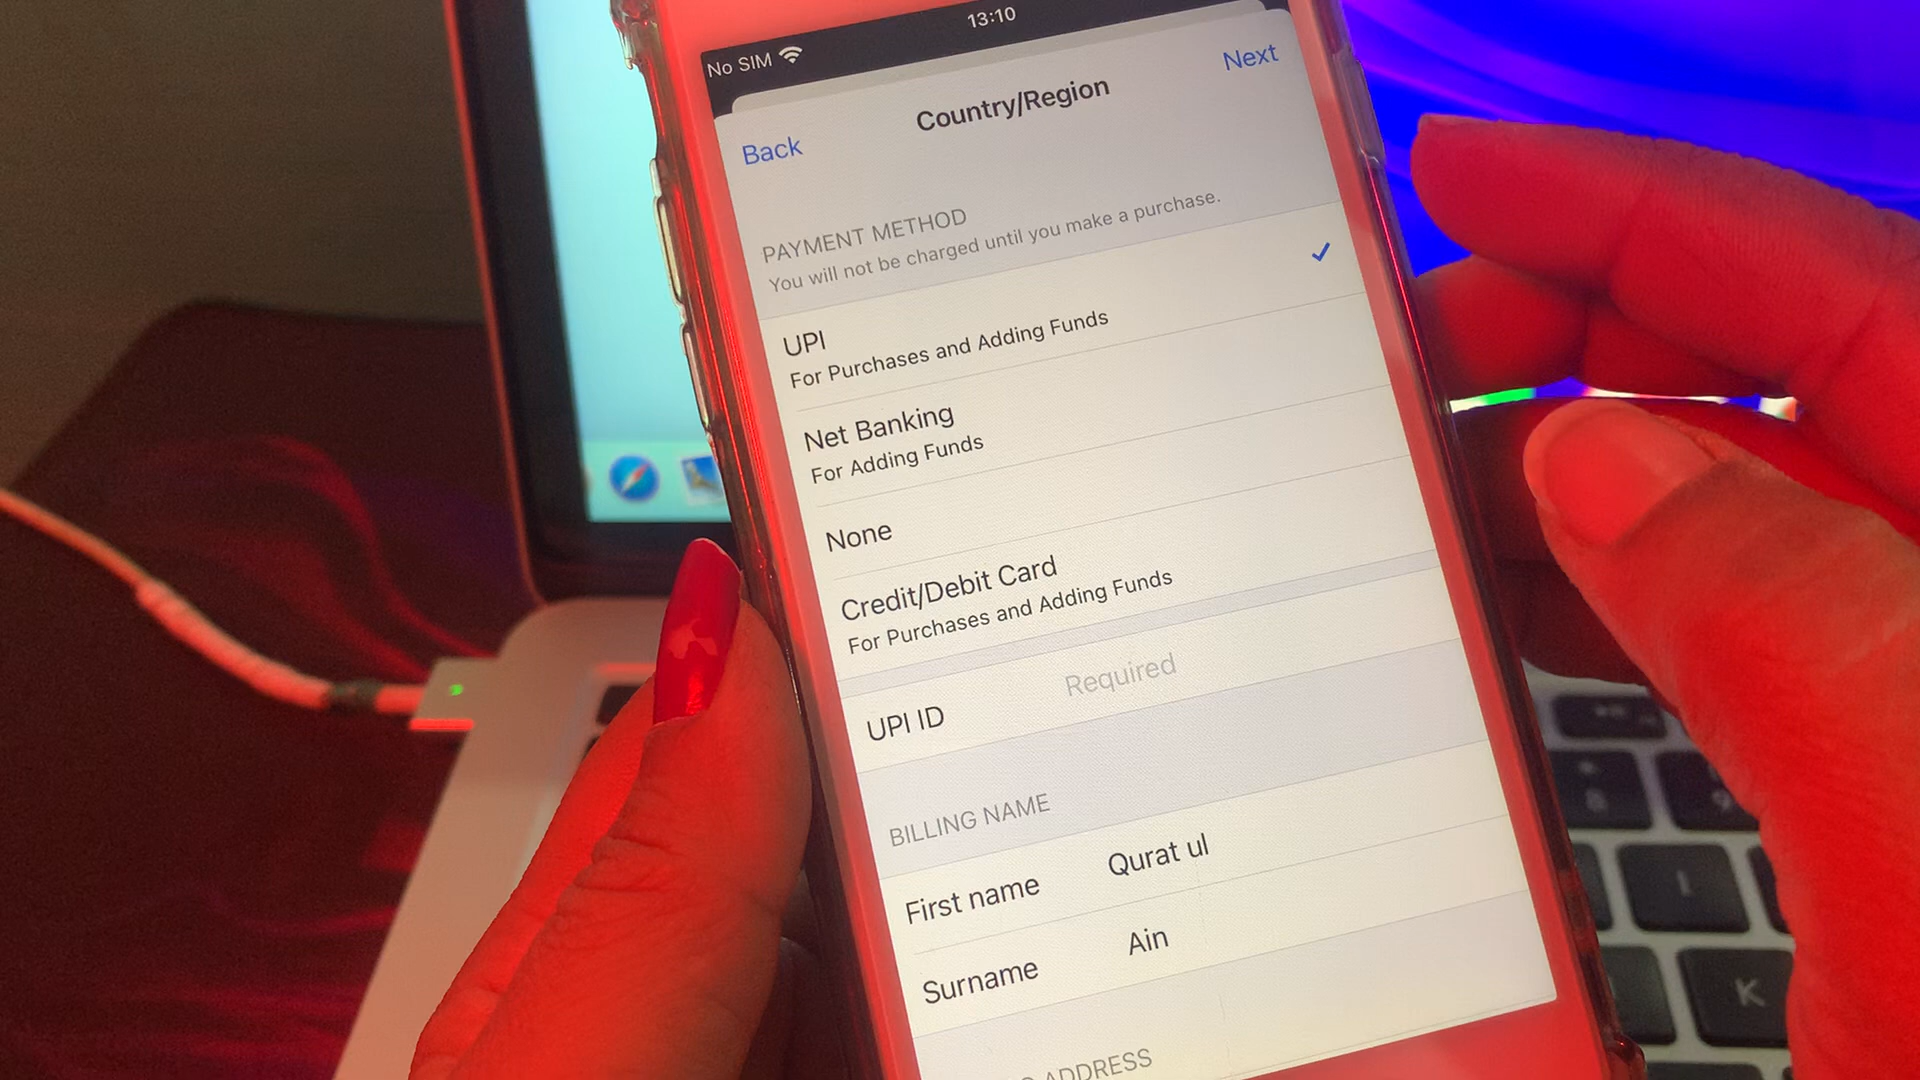 13:10
No SIM
Next
Country/Region
Back
PAYMENT METHOD
You will not be charged until you make a purchase.
UPI
For Purchases and Adding Funds
Net Banking
For Adding Funds
None
Credit/Debit Card
For Purchases and Adding Funds
UPI ID Required
BILLING NAME
First name Qurat ul
Surname Ain
ADDRESS
8
9
I
K